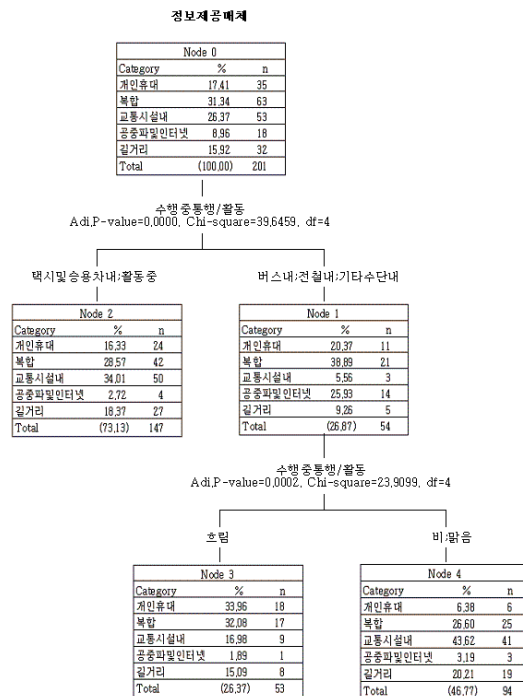 정보제공매체
Node 0
Category % n
개인휴대 17,41 35
복합 31,34 63
교통시설내 26,37 53
공중파및인터넷 8,96 18
길거리 15,92 32
Total (100,00) 201
수행중통행/활동
Adj,P-value=0,0000, Chi-square=39,6459, df=4
택시및승용차내;활동중
버스내;전철내;기타수단내
Node 2
Category % n
개인휴대 16,33 24
복합 28,57 42
교통시설내 34,01 50
공중파및인터넷 2,72 4
길거리 18,37 27
Total (73,13) 147
Node 1
Category % n
개인휴대 20,37 11
복합 38,89 21
교통시설내 5,56 3
공중파및인터넷 25,93 14
길거리 9,26 5
Total (26,87) 54
수행중통행/활동
Adj,P-value=0,0002, Chi-square=23,9099, df=4
흐림
비;맑음
Node 3
Category % n
개인휴대 33,96 18
복합 32,08 17
교통시설내 16,98 9
공중파및인터넷 1,89 1
길거리 15,09 8
Total (26,37) 53
Node 4
Category % n
개인휴대 6,38 6
복합 26,60 25
교통시설내 43,62 41
공중파및인터넷 3,19 3
길거리 20,21 19
Total (46,77) 94